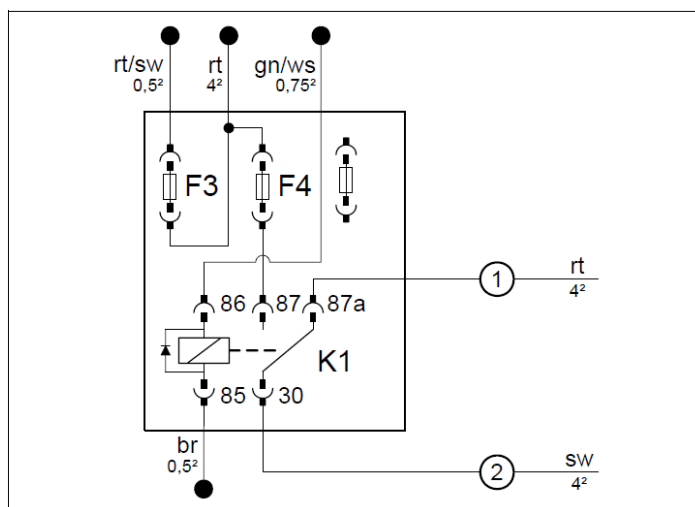 rt/sw
0,5²
rt
4²
gn/ws
0,75²
F3
F4
1
rt
4²
86
87
87a
K1
85
30
br
0,5²
2
sw
4²